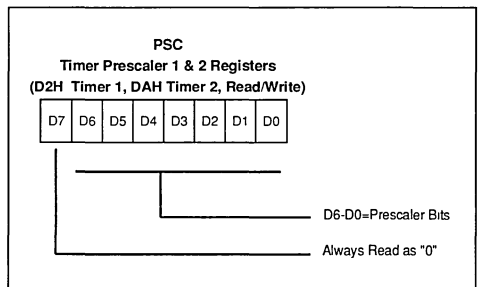 PSC
Timer Prescaler 1 & 2 Registers
(D2H Timer 1, DAH Timer 2, Read/Write)
D7 D6 D5 D4 D3 D2 D1 D0
D6-D0=Prescaler Bits
Always Read as "0"